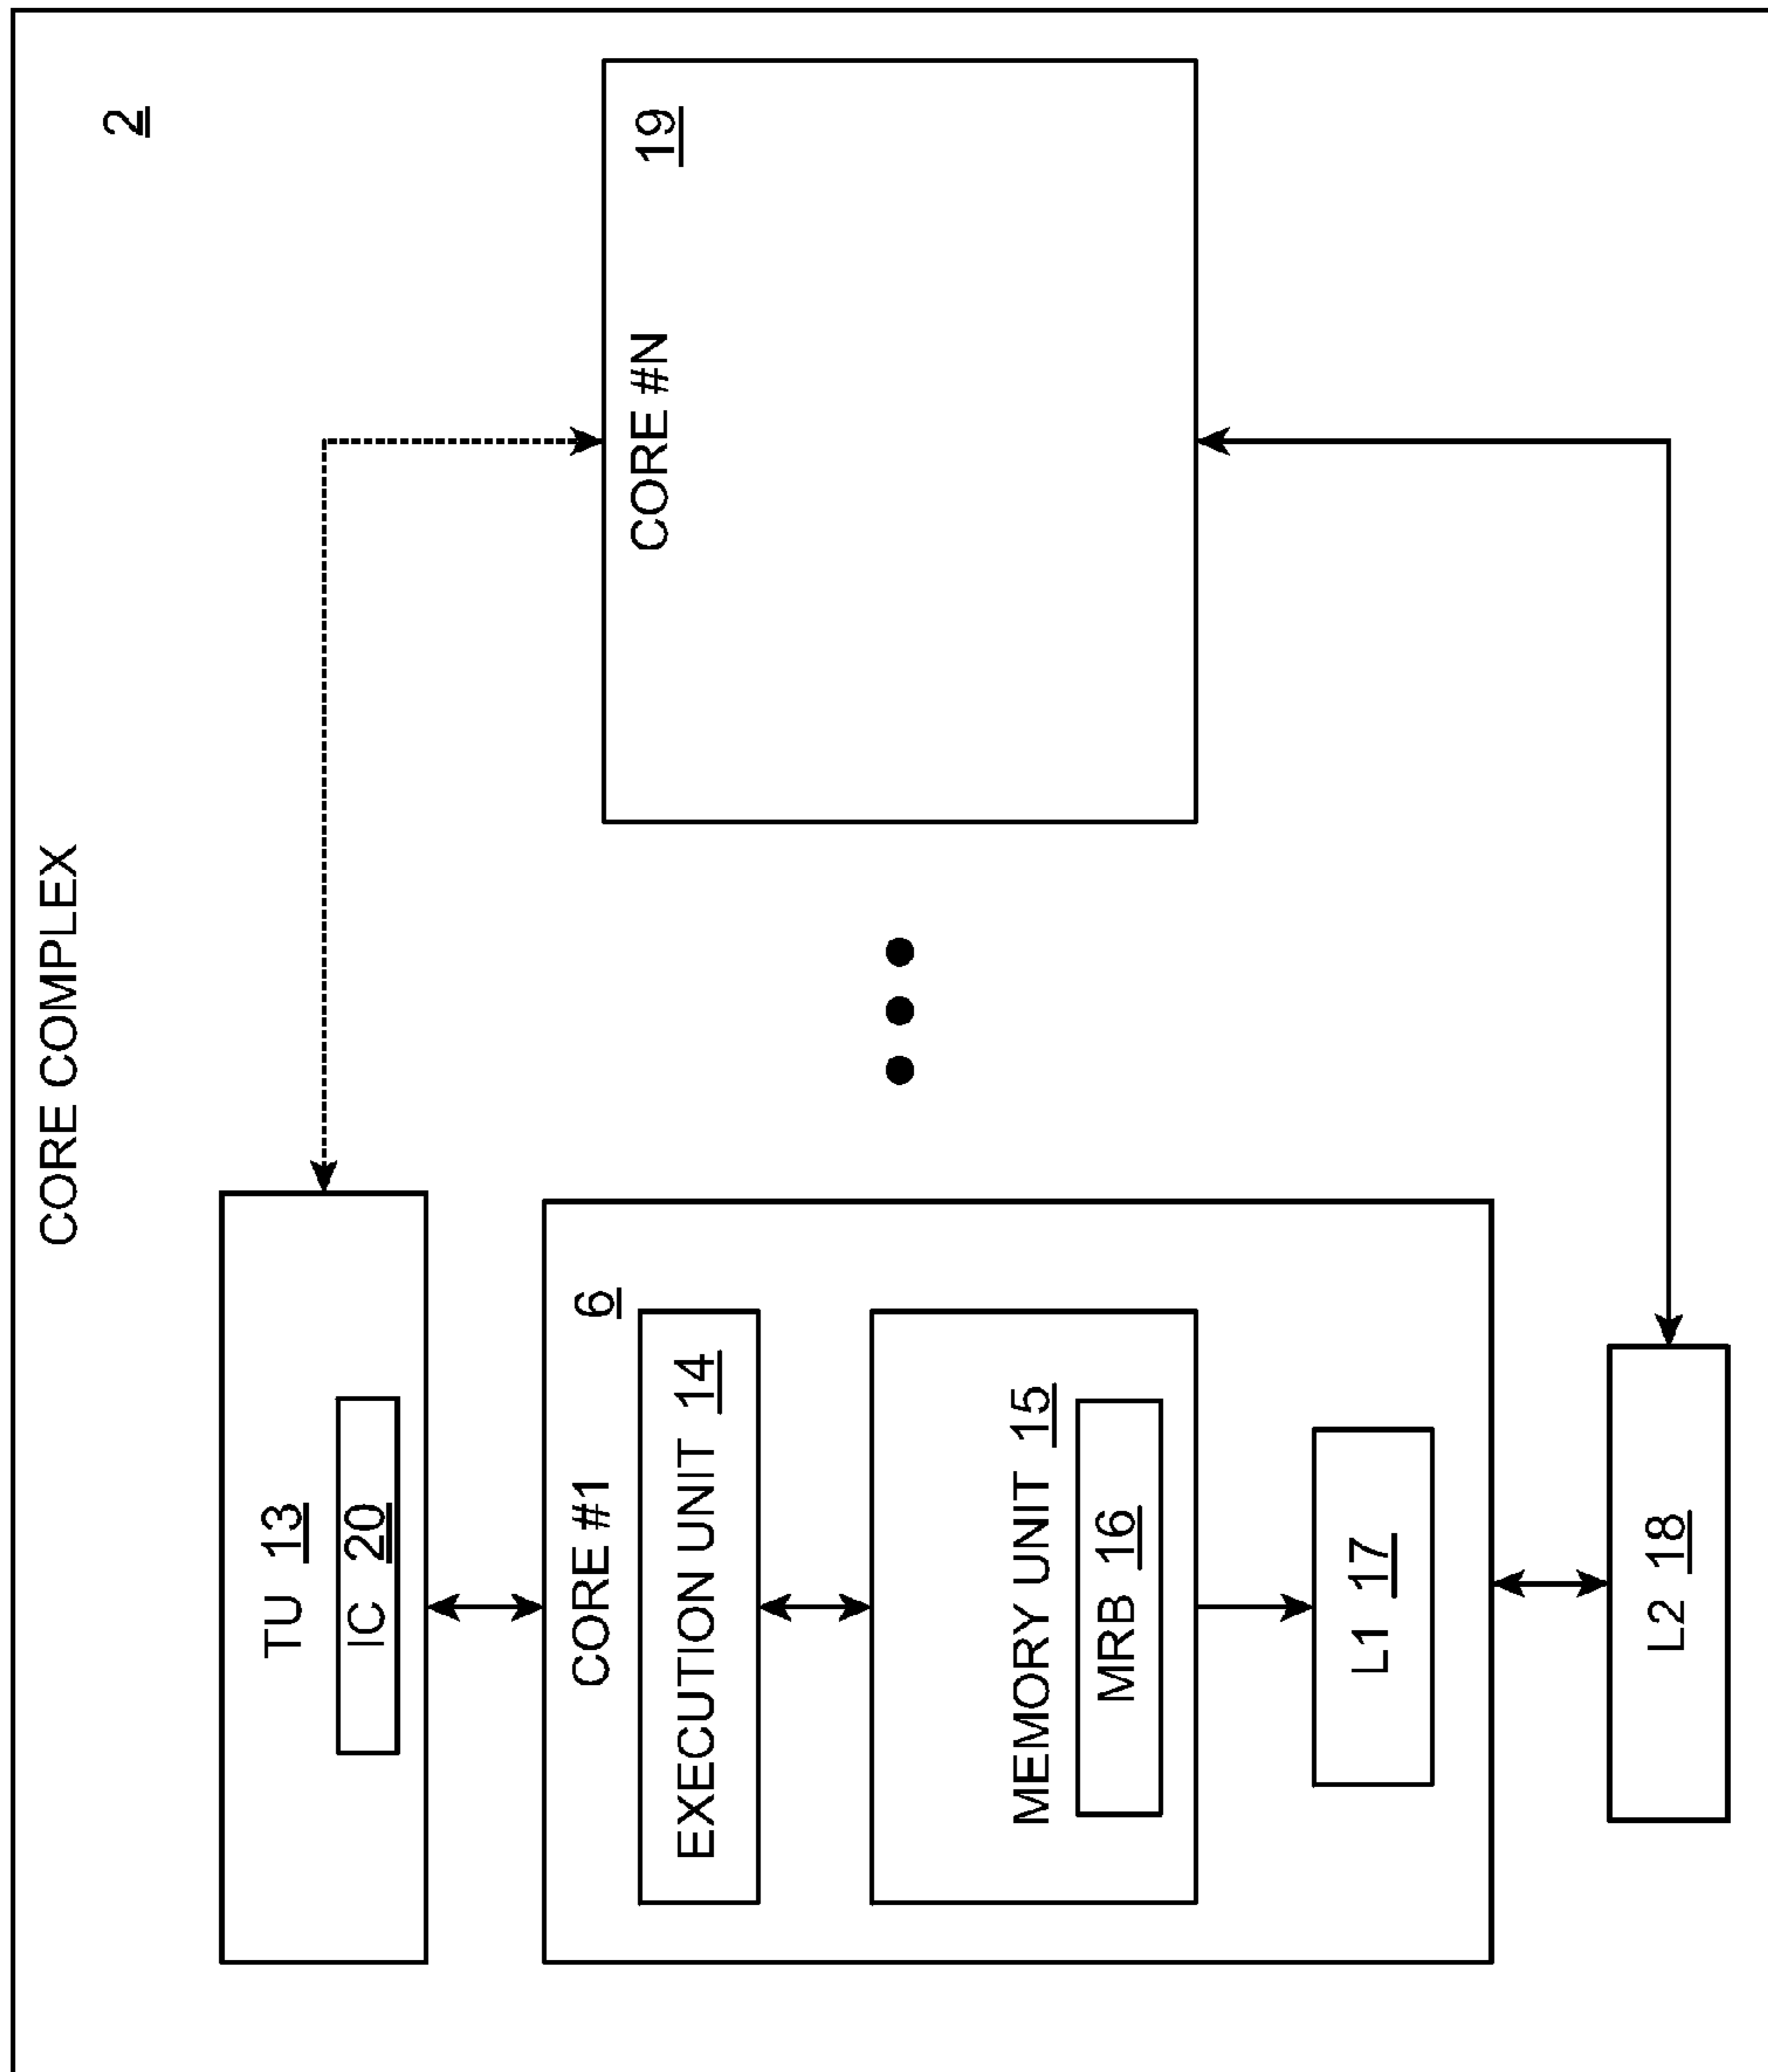 CORE COMPLEX
2
TU 13
IC 20
CORE #1
6
EXECUTION UNIT 14
MEMORY UNIT 15
MRB 16
L1 17
L2 18
CORE #N
19